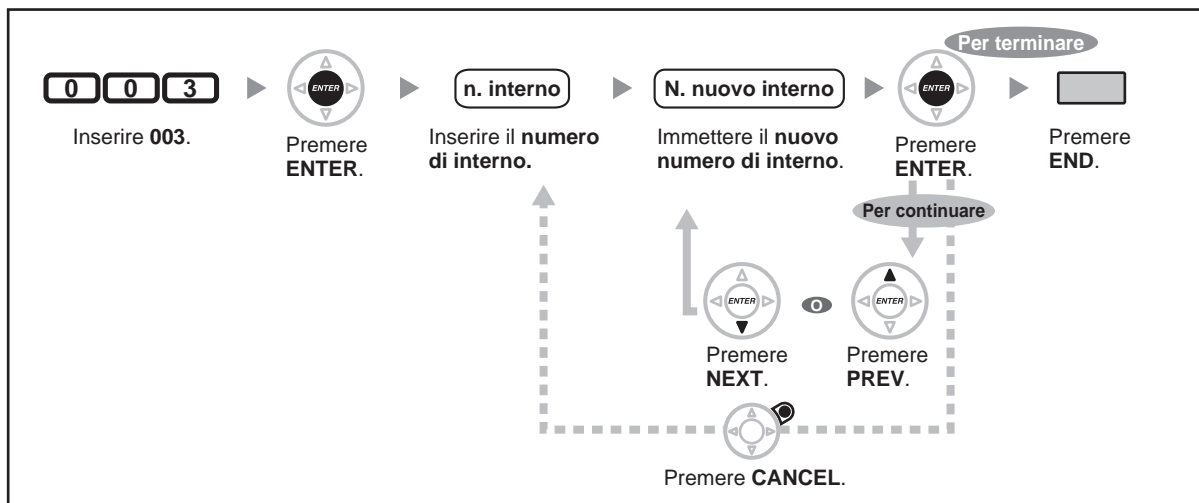 Per terminare
0 0 3
ENTER
n. interno
N. nuovo interno
ENTER
Inserire 003.
Premere
ENTER.
Inserire il numero
di interno.
Immettere il nuovo
numero di interno.
Premere
ENTER.
Premere
END.
Per continuare
ENTER
O
ENTER
Premere
NEXT.
Premere
PREV.
Premere CANCEL.